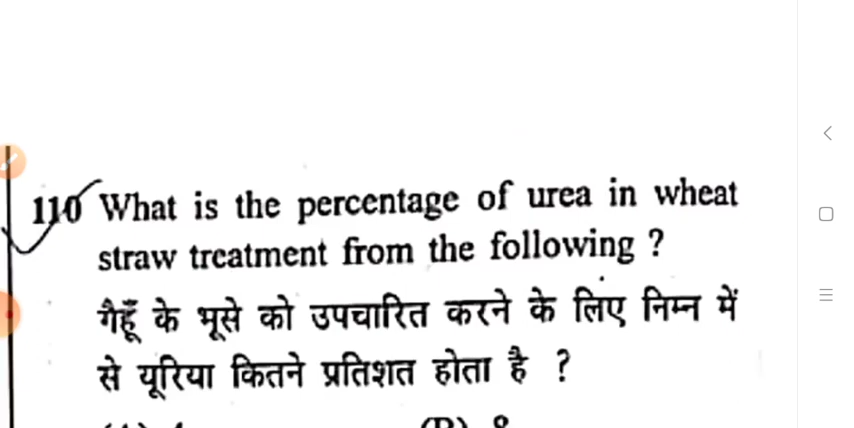 110 What is the percentage of urea in wheat
straw treatment from the following ?
गेहूँ के भूसे को उपचारित करने के लिए निम्न में
से यूरिया कितने प्रतिशत होता है ?